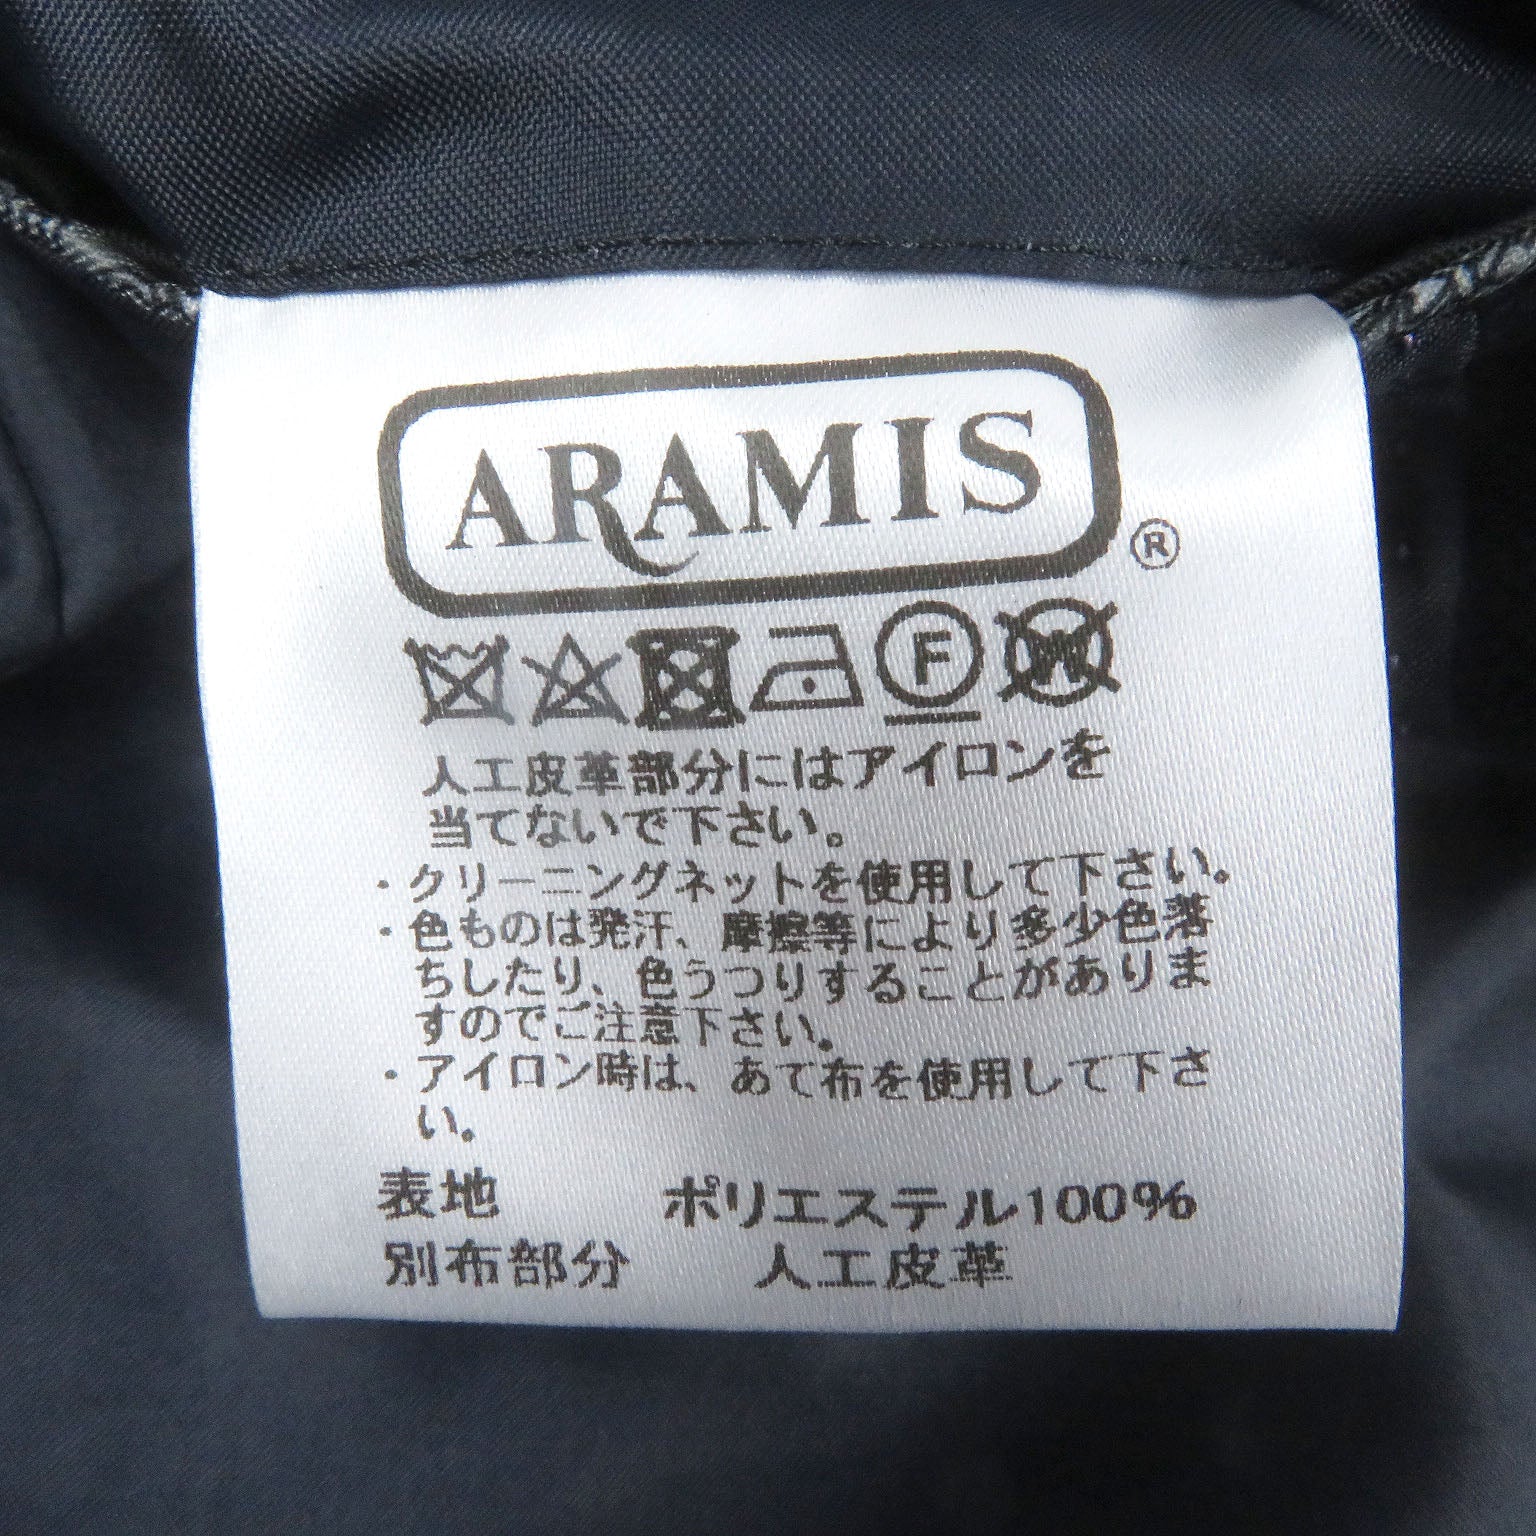 ARAMIS
®
F
W
人工皮革部分にはアイロンを
当てないで下さい。
・クリーニングネットを使用して下さい。
・色ものは発汗、摩擦等により多少色落
ちしたり、色うつりすることがありま
すのでご注意下さい。
・アイロン時は、あて布を使用して下さ
い。
表地 ポリエステル100%
別布部分 人工皮革